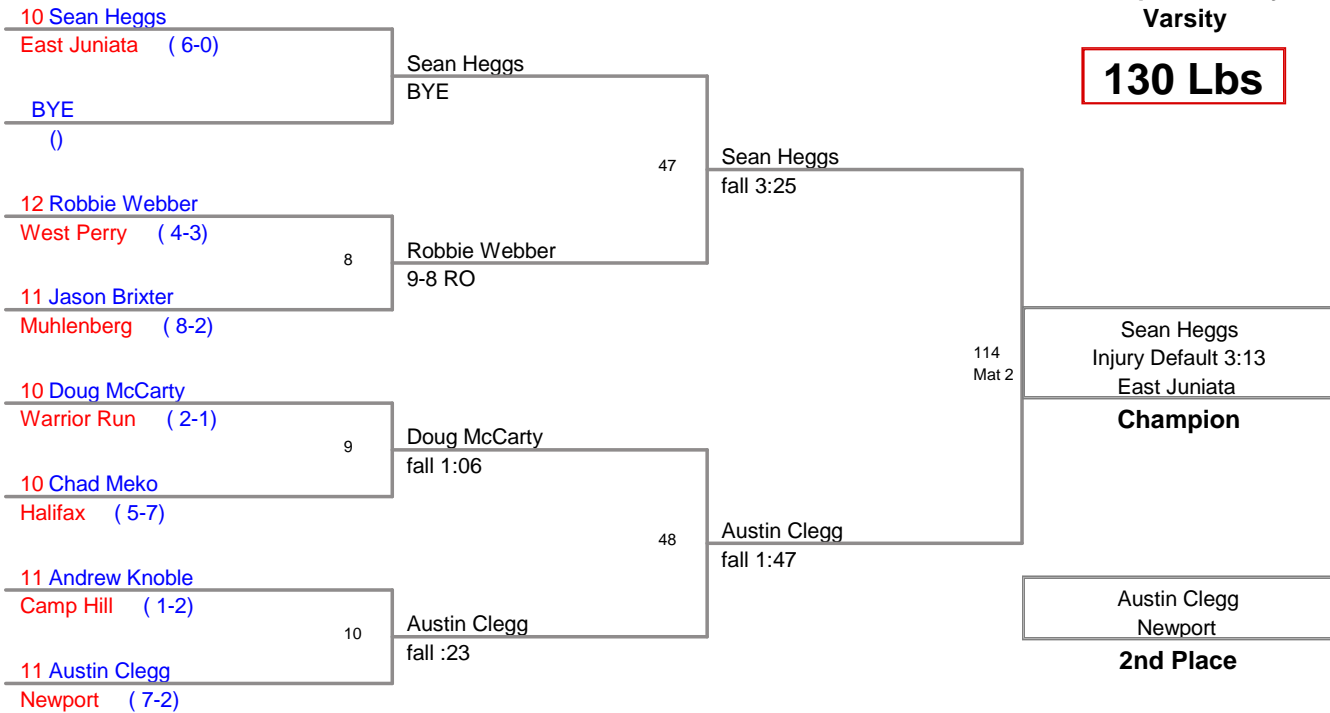 Varsity
130 Lbs
10 Sean Heggs
East Juniata ( 6-0)
Sean Heggs
BYE
BYE
()
47
Sean Heggs
fall 3:25
12 Robbie Webber
West Perry ( 4-3)
8
Robbie Webber
9-8 RO
11 Jason Brixter
Muhlenberg ( 8-2)
114
Mat 2
Sean Heggs
Injury Default 3:13
East Juniata
Champion
10 Doug McCarty
Warrior Run ( 2-1)
9
Doug McCarty
fall 1:06
10 Chad Meko
Halifax ( 5-7)
48
Austin Clegg
fall 1:47
11 Andrew Knoble
Camp Hill ( 1-2)
10
Austin Clegg
fall :23
11 Austin Clegg
Newport ( 7-2)
Austin Clegg
Newport
2nd Place